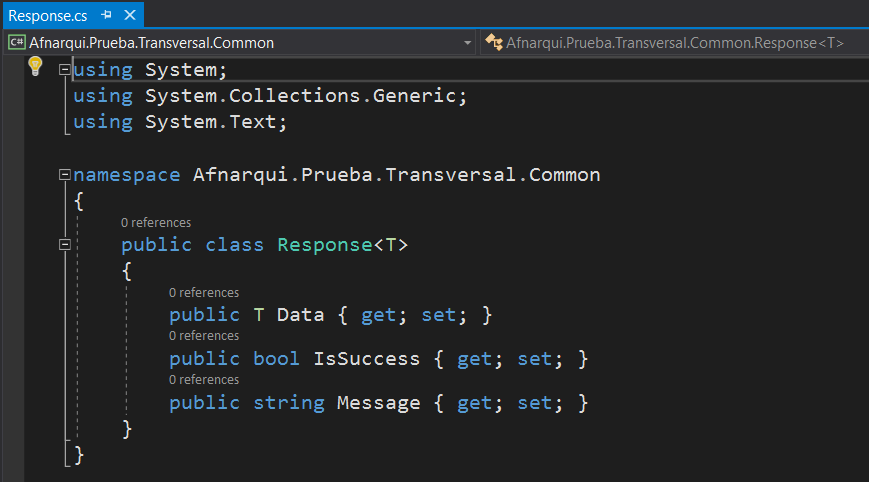 Response.cs
Afnarqui.Prueba.Transversal.Common Afnarqui.Prueba.Transversal.Common.Response<T>
using System;
using System.Collections.Generic;
using System.Text;
namespace Afnarqui.Prueba.Transversal.Common
{
0 references
public class Response<T>
{
0 references
public T Data { get; set; }
0 references
public bool IsSuccess { get; set; }
0 references
public string Message { get; set; }
}
}